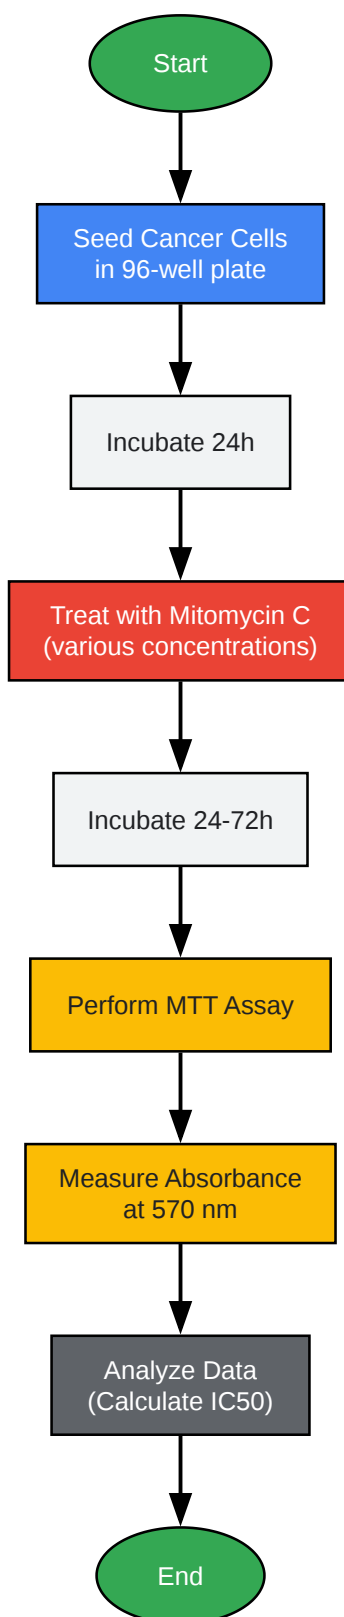 Start
Seed Cancer Cells
in 96-well plate
Incubate 24h
Treat with Mitomycin C
(various concentrations)
Incubate 24-72h
Perform MTT Assay
Measure Absorbance
at 570 nm
Analyze Data
(Calculate IC50)
End